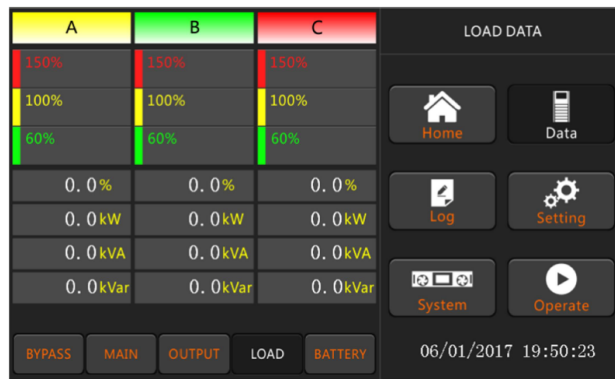 A B C LOAD DATA
150% 150% 150%
100% 100% 100%
60% 60% 60%
Home Data
0.0% 0.0% 0.0%
0.0kW 0.0kW 0.0kW
Log Setting
0.0kVA 0.0kVA 0.0kVA
0.0kVar 0.0kVar 0.0kVar
System Operate
BYPASS MAIN OUTPUT LOAD BATTERY
06/01/2017 19:50:23